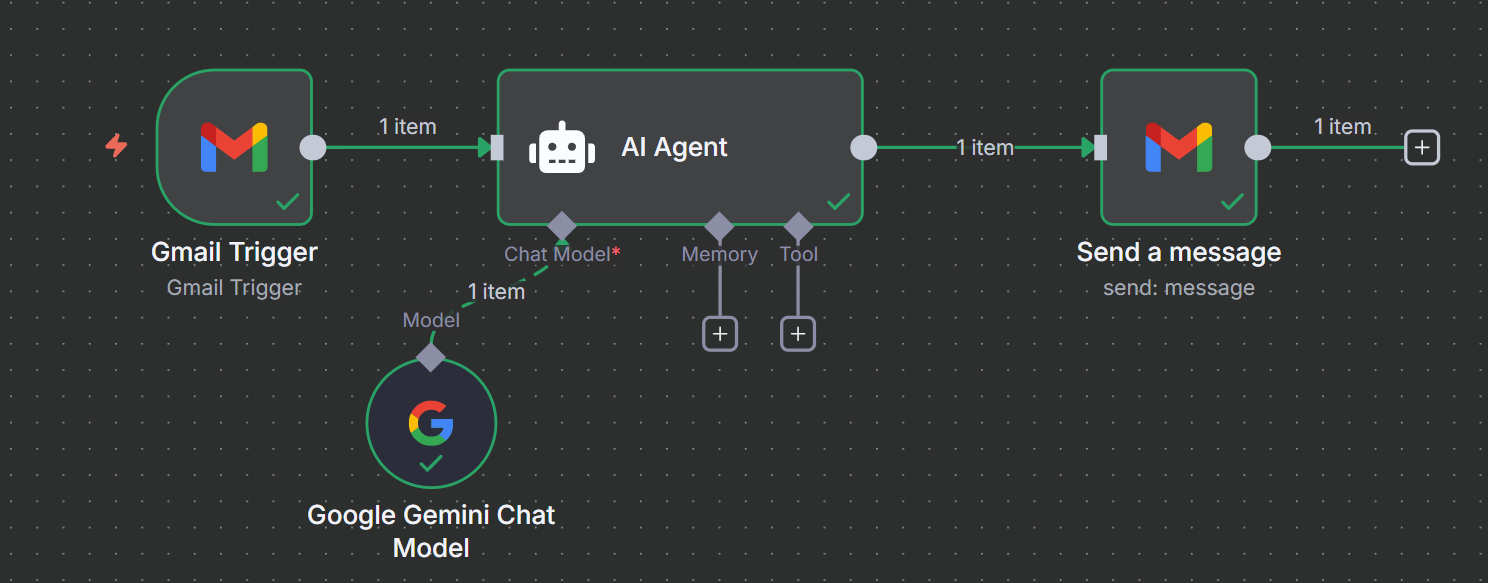 1 item
AI Agent
1 item
1 item
Gmail Trigger
Gmail Trigger
Chat Model*
Memory
Tool
Send a message
send: message
1 item
Model
Google Gemini Chat
Model